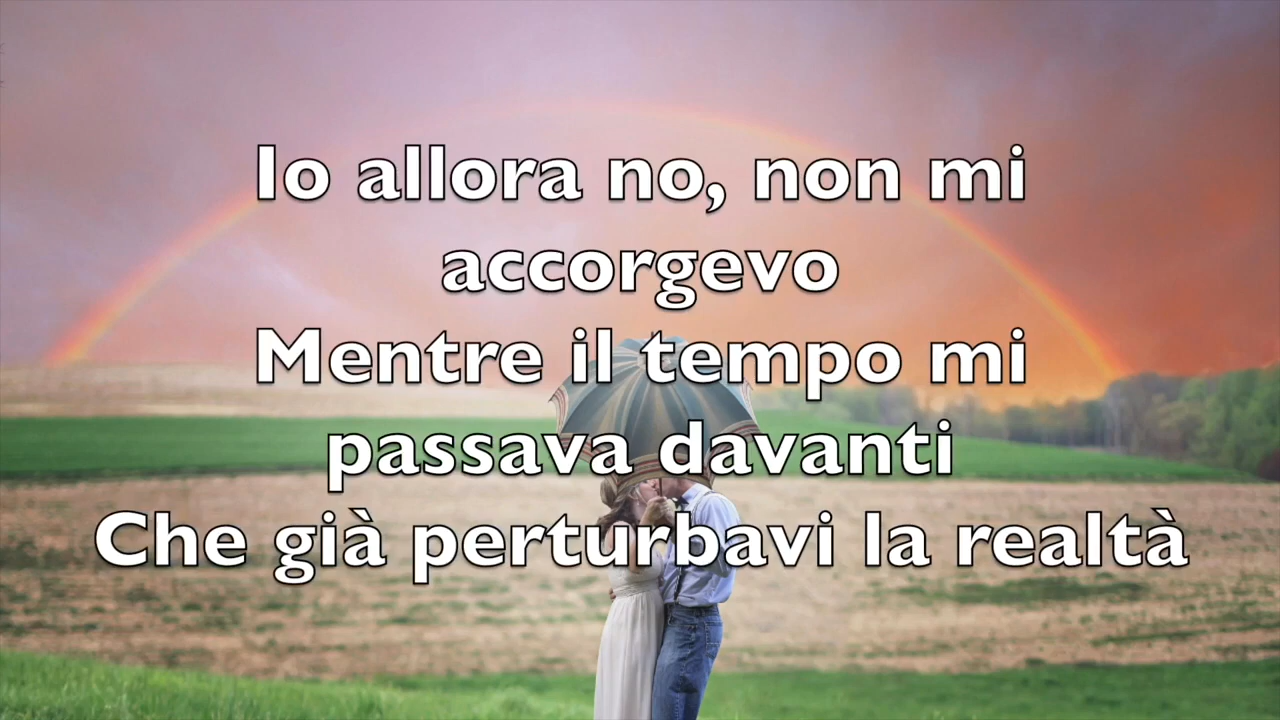 Io allora no, non mi
accorgevo
Mentre il tempo mi
passava davanti
Che già perturbavi la realtà